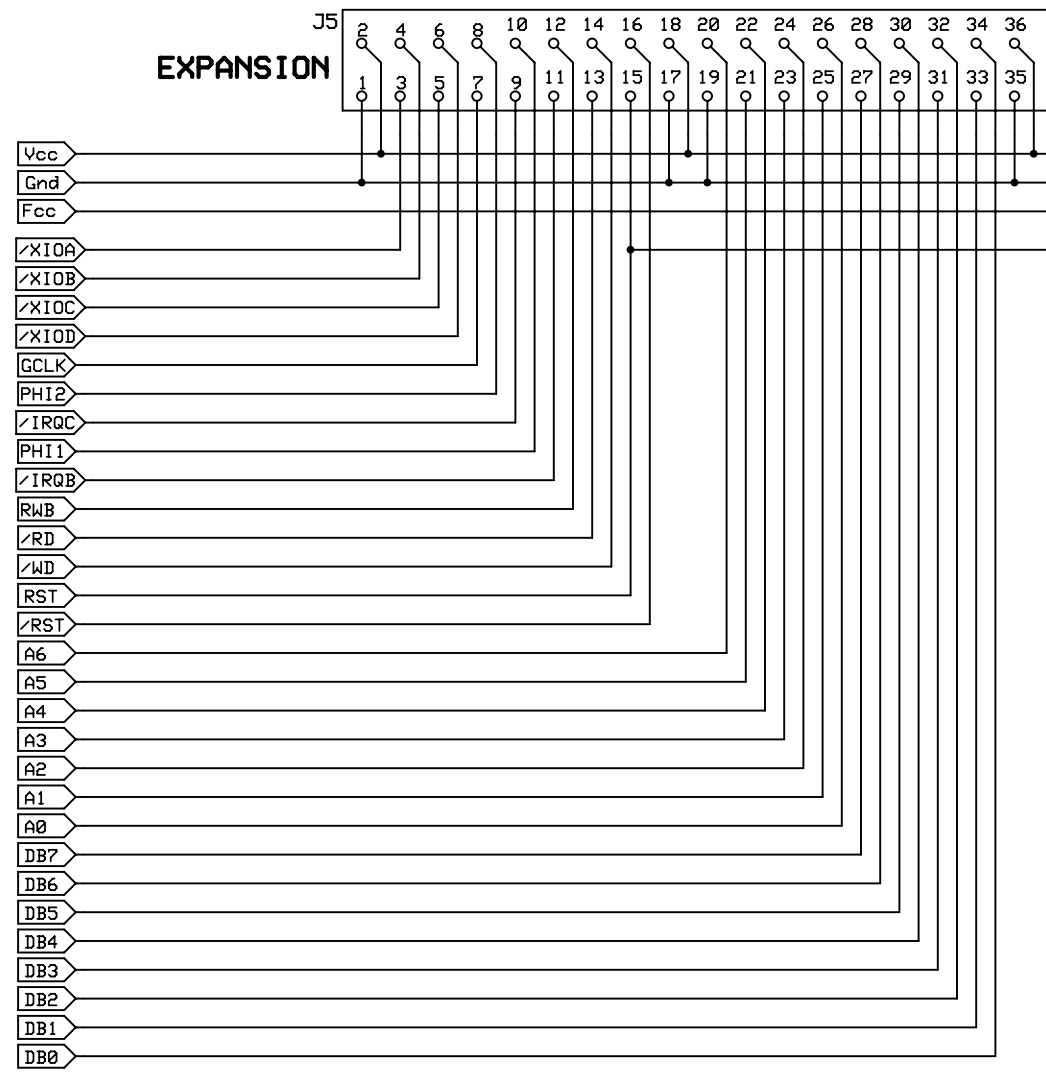 J5
2 4 6 8 10 12 14 16 18 20 22 24 26 28 30 32 34 36
EXPANSION
1 3 5 7 9 11 13 15 17 19 21 23 25 27 29 31 33 35
Vcc
Gnd
Fcc
/XIOA
/XIOB
/XIOC
/XIOD
GCLK
PHI2
/IRQC
PHI1
/IRQB
RWB
/RD
/WD
RST
/RST
A6
A5
A4
A3
A2
A1
A0
DB7
DB6
DB5
DB4
DB3
DB2
DB1
DB0